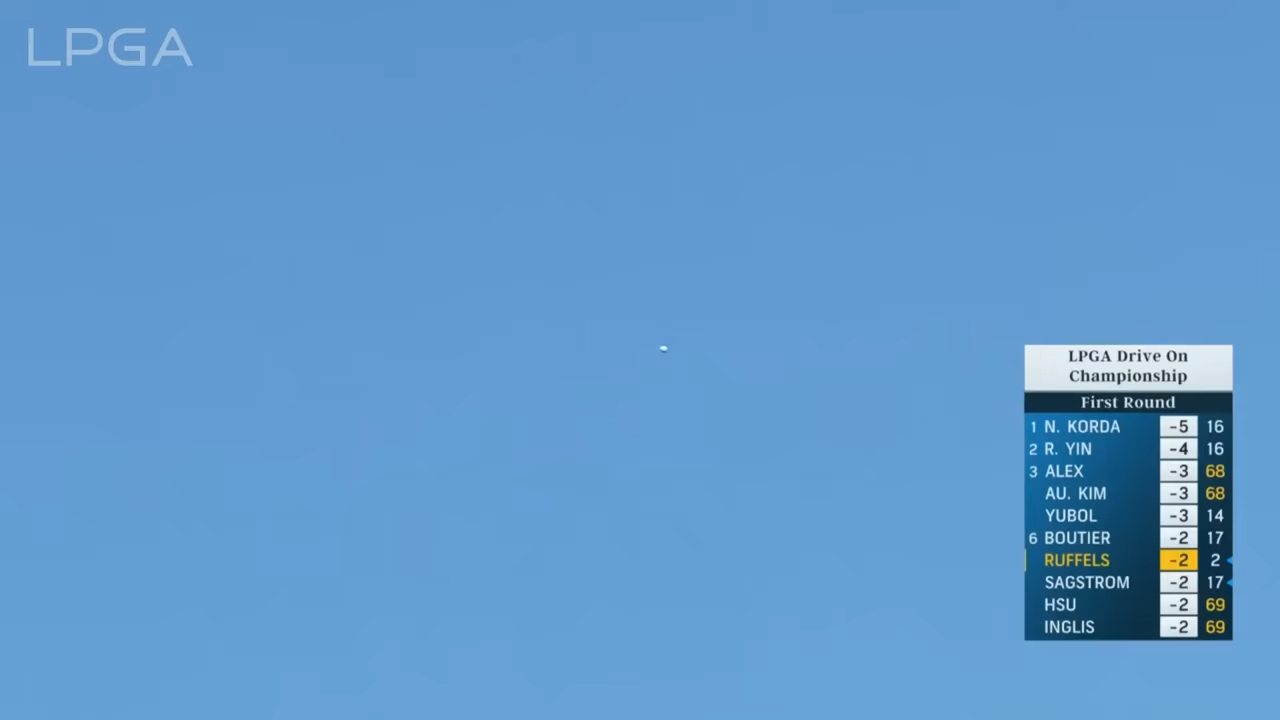 LPGA
LPGA Drive On
Championship
First Round
1 N. KORDA -5 16
2 R. YIN -4 16
3 ALEX -3 68
AU. KIM -3 68
YUBOL -3 14
6 BOUTIER -2 17
RUFFELS -2 2
SAGSTROM -2 17
HSU -2 69
INGLIS -2 69